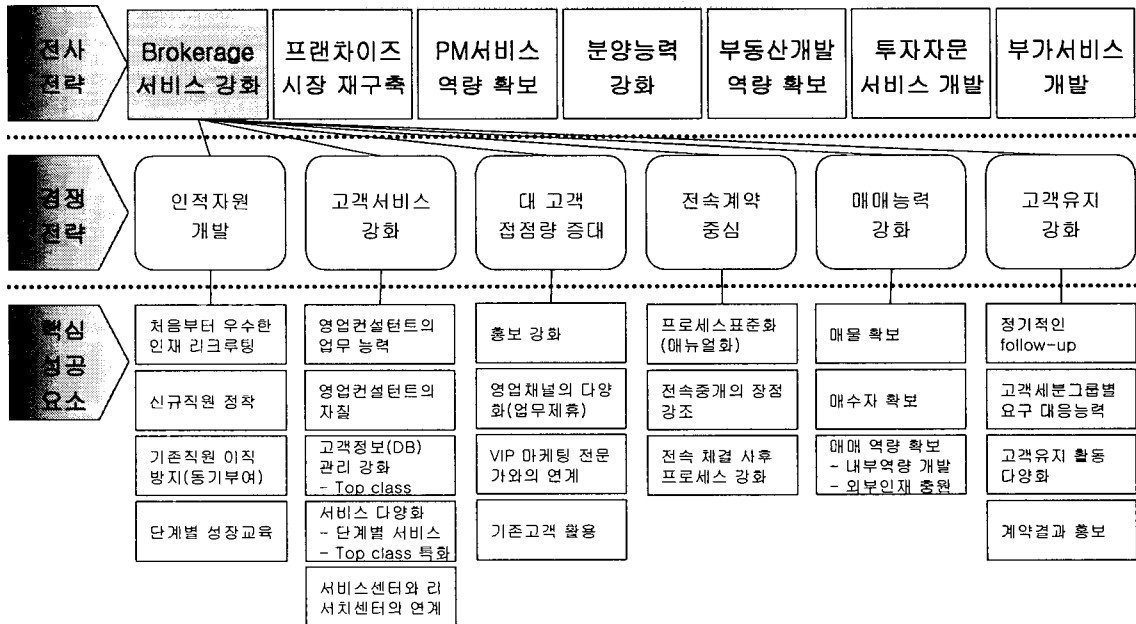 전사
전략
Brokerage
서비스 강화
프랜차이즈
시장 재구축
PM서비스
역량 확보
분양능력
강화
부동산개발
역량 확보
투자자문
서비스 개발
부가서비스
개발
경쟁
전략
인적자원
개발
고객서비스
강화
대 고객
접점량 증대
전속계약
중심
매매능력
강화
고객유지
강화
핵심
성공
요소
처음부터 우수한
인재 리크루팅
신규직원 정착
기존직원 이직
방지(동기부여)
단계별 성장교육
영업컨설턴트의
업무 능력
영업컨설턴트의
자질
고객정보(DB)
관리 강화
- Top class
서비스 다양화
- 단계별 서비스
- Top class 특화
서비스센터와 리
서치센터의 연계
홍보 강화
영업채널의 다양
화(업무제휴)
VIP 마케팅 전문
가와의 연계
기존고객 활용
프로세스표준화
(매뉴얼화)
전속중개의 장점
강조
전속 체결 사후
프로세스 강화
매물 확보
매수자 확보
매매 역량 확보
- 내부역량 개발
- 외부인재 충원
정기적인
follow-up
고객세분그룹별
요구 대응능력
고객유지 활동
다양화
계약결과 홍보